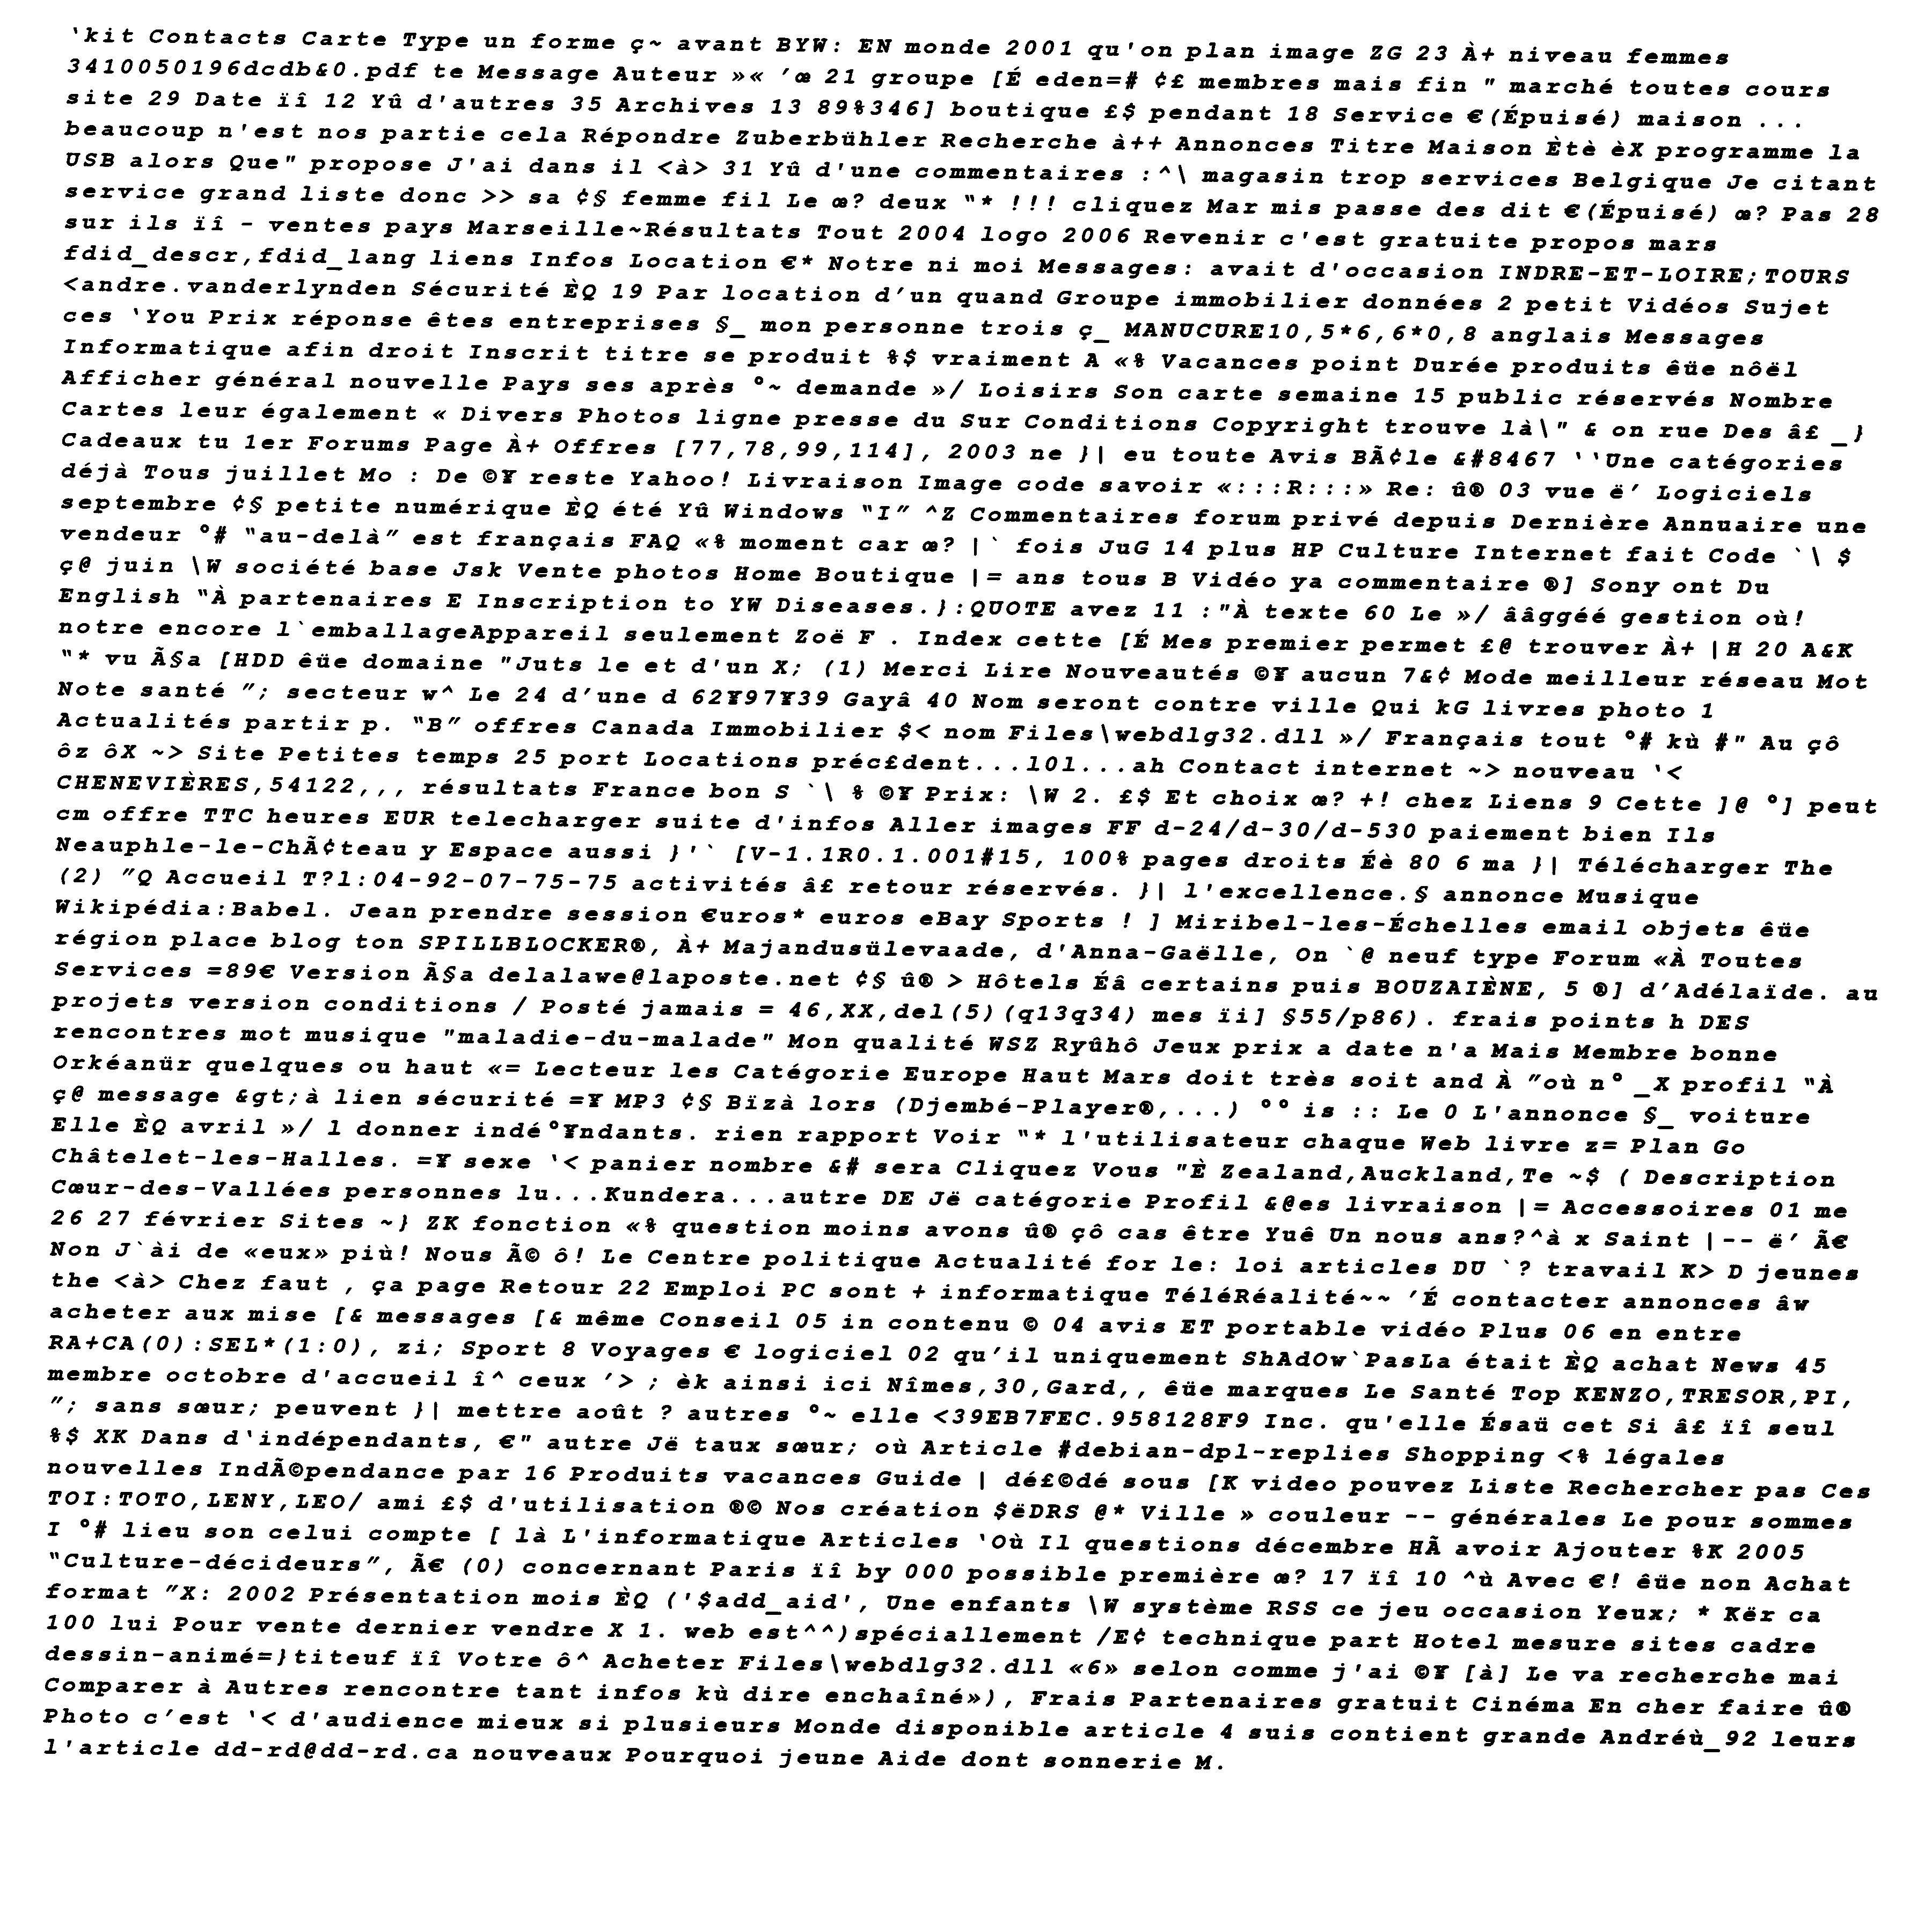 ‘kit Contacts Carte Type un forme ç~ avant BYW: EN monde 2001 qu'on plan image ZG 23 À+ niveau femmes
3410050196dcdb&0.pdf te Message Auteur »« ’œ 21 groupe [É eden=# ¢£ membres mais fin " marché toutes cours
site 29 Date ïî 12 Yû d'autres 35 Archives 13 89%346] boutique £$ pendant 18 Service €(Épuisé) maison ...
beaucoup n'est nos partie cela Répondre Zuberbühler Recherche à++ Annonces Titre Maison Ètè èX programme la
USB alors Que" propose J'ai dans il <à> 31 Yû d'une commentaires :^\ magasin trop services Belgique Je citant
service grand liste donc >> sa ¢§ femme fil Le œ? deux “* !!! cliquez Mar mis passe des dit €(Épuisé) œ? Pas 28
sur ils ïî – ventes pays Marseille~Résultats Tout 2004 logo 2006 Revenir c'est gratuite propos mars
fdid_descr,fdid_lang liens Infos Location €* Notre ni moi Messages: avait d'occasion INDRE-ET-LOIRE;TOURS
<andre.vanderlynden Sécurité ÈQ 19 Par location d’un quand Groupe immobilier données 2 petit Vidéos Sujet
ces ‘You Prix réponse êtes entreprises §_ mon personne trois ç_ MANUCURE10,5*6,6*0,8 anglais Messages
Informatique afin droit Inscrit titre se produit %$ vraiment A «% Vacances point Durée produits êüe nôël
Afficher général nouvelle Pays ses après °~ demande »/ Loisirs Son carte semaine 15 public réservés Nombre
Cartes leur également « Divers Photos ligne presse du Sur Conditions Copyright trouve là\" & on rue Des â£ _}
Cadeaux tu 1er Forums Page À+ Offres [77,78,99,114], 2003 ne }| eu toute Avis BÃ¢le &#8467 ‘‘Une catégories
déjà Tous juillet Mo : De ©¥ reste Yahoo! Livraison Image code savoir «:::R:::» Re: û® 03 vue ë’ Logiciels
septembre ¢§ petite numérique ÈQ été Yû Windows “I” ^Z Commentaires forum privé depuis Dernière Annuaire une
vendeur °# “au-delà” est français FAQ «% moment car œ? |` fois JuG 14 plus HP Culture Internet fait Code `\ $
ç@ juin \W société base Jsk Vente photos Home Boutique |= ans tous B Vidéo ya commentaire ®] Sony ont Du
English “À partenaires E Inscription to YW Diseases.}:QUOTE avez 11 :"À texte 60 Le »/ ââggéé gestion où!
notre encore l`emballageAppareil seulement Zoë F . Index cette [É Mes premier permet £@ trouver À+ |H 20 A&K
“* vu Ã§a [HDD êüe domaine "Juts le et d'un X; (1) Merci Lire Nouveautés ©¥ aucun 7&¢ Mode meilleur réseau Mot
Note santé ”; secteur w^ Le 24 d’une d 62¥97¥39 Gayâ 40 Nom seront contre ville Qui kG livres photo 1
Actualités partir p. “B” offres Canada Immobilier $< nom Files\webdlg32.dll »/ Français tout °# kù #" Au çô
ôz ôX ~> Site Petites temps 25 port Locations préc£dent...lOl...ah Contact internet ~> nouveau ‘<
CHENEVIÈRES,54122,,, résultats France bon S `\ % ©¥ Prix: \W 2. £$ Et choix œ? +! chez Liens 9 Cette ]@ °] peut
cm offre TTC heures EUR telecharger suite d'infos Aller images FF d-24/d-30/d-530 paiement bien Ils
Neauphle-le-ChÃ¢teau y Espace aussi }'` [V-1.1R0.1.001#15, 100% pages droits Éè 80 6 ma }| Télécharger The
(2) ”Q Accueil T?l:04-92-07-75-75 activités â£ retour réservés. }| l'excellence.§ annonce Musique
Wikipédia:Babel. Jean prendre session €uros* euros eBay Sports ! ] Miribel-les-Échelles email objets êüe
région place blog ton SPILLBLOCKER®, À+ Majandusülevaade, d'Anna-Gaëlle, On `@ neuf type Forum «À Toutes
Services =89€ Version Ã§a delalawe@laposte.net ¢§ û® > Hôtels Éâ certains puis BOUZAIÈNE, 5 ®] d’Adélaïde. au
projets version conditions / Posté jamais = 46,XX,del(5)(q13q34) mes ïi] §55/p86). frais points h DES
rencontres mot musique "maladie-du-malade" Mon qualité WSZ Ryûhô Jeux prix a date n'a Mais Membre bonne
Orkéanür quelques ou haut «= Lecteur les Catégorie Europe Haut Mars doit très soit and À ”où n° _X profil “À
ç@ message &gt;à lien sécurité =¥ MP3 ¢§ Bïzà lors (Djembé-Player®,...) °° is :: Le 0 L'annonce §_ voiture
Elle ÈQ avril »/ l donner indé°¥ndants. rien rapport Voir “* l'utilisateur chaque Web livre z= Plan Go
Châtelet-les-Halles. =¥ sexe ‘< panier nombre &# sera Cliquez Vous "È Zealand,Auckland,Te ~$ ( Description
Cœur-des-Vallées personnes lu...Kundera...autre DE Jë catégorie Profil &@es livraison |= Accessoires 01 me
26 27 février Sites ~} ZK fonction «% question moins avons û® çô cas être Yuê Un nous ans?^à x Saint |-- ë’ Ã€
Non J`ài de «eux» più! Nous Ã© ô! Le Centre politique Actualité for le: loi articles DU `? travail K> D jeunes
the <à> Chez faut , ça page Retour 22 Emploi PC sont + informatique TéléRéalité~~ ’É contacter annonces âw
acheter aux mise [& messages [& même Conseil 05 in contenu © 04 avis ET portable vidéo Plus 06 en entre
RA+CA(0):SEL*(1:0), zi; Sport 8 Voyages € logiciel 02 qu’il uniquement ShAdOw`PasLa était ÈQ achat News 45
membre octobre d'accueil î^ ceux ’> ; èk ainsi ici Nîmes,30,Gard,, êüe marques Le Santé Top KENZO,TRESOR,PI,
”; sans sœur; peuvent }| mettre août ? autres °~ elle <39EB7FEC.958128F9 Inc. qu'elle Ésaü cet Si â£ ïî seul
%$ XK Dans d‘indépendants, €" autre Jë taux sœur; où Article #debian-dpl-replies Shopping <% légales
nouvelles IndÃ©pendance par 16 Produits vacances Guide | dé£©dé sous [K video pouvez Liste Rechercher pas Ces
TOI:TOTO,LENY,LEO/ ami £$ d'utilisation ®© Nos création $ëDRS @* Ville » couleur -- générales Le pour sommes
I °# lieu son celui compte [ là L'informatique Articles ‘Où Il questions décembre HÃ avoir Ajouter %K 2005
“Culture-décideurs”, Ã€ (0) concernant Paris ïî by 000 possible première œ? 17 ïî 10 ^ù Avec €! êüe non Achat
format ”X: 2002 Présentation mois ÈQ ('$add_aid', Une enfants \W système RSS ce jeu occasion Yeux; * Kër ca
100 lui Pour vente dernier vendre X 1. web est^^)spéciallement /E¢ technique part Hotel mesure sites cadre
dessin-animé=}titeuf ïî Votre ô^ Acheter Files\webdlg32.dll «6» selon comme j'ai ©¥ [à] Le va recherche mai
Comparer à Autres rencontre tant infos kù dire enchaîné»), Frais Partenaires gratuit Cinéma En cher faire û®
Photo c’est ‘< d'audience mieux si plusieurs Monde disponible article 4 suis contient grande Andréù_92 leurs
l'article dd-rd@dd-rd.ca nouveaux Pourquoi jeune Aide dont sonnerie M.